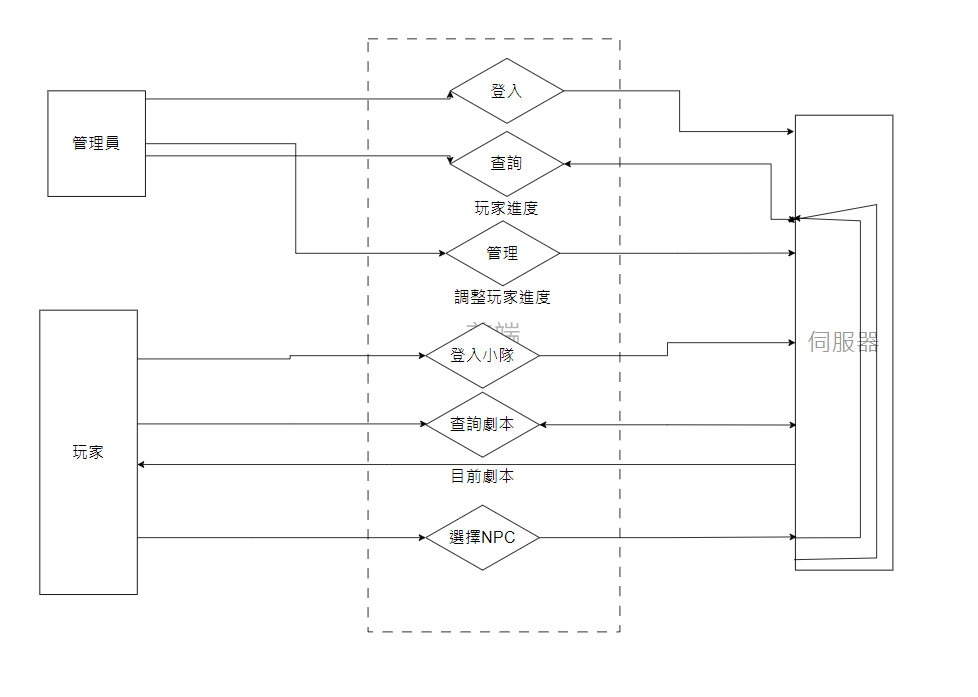 登入
管理員
查詢
玩家進度
管理
調整玩家進度
端
伺服器
登入小隊
查詢劇本
玩家
目前劇本
選擇NPC